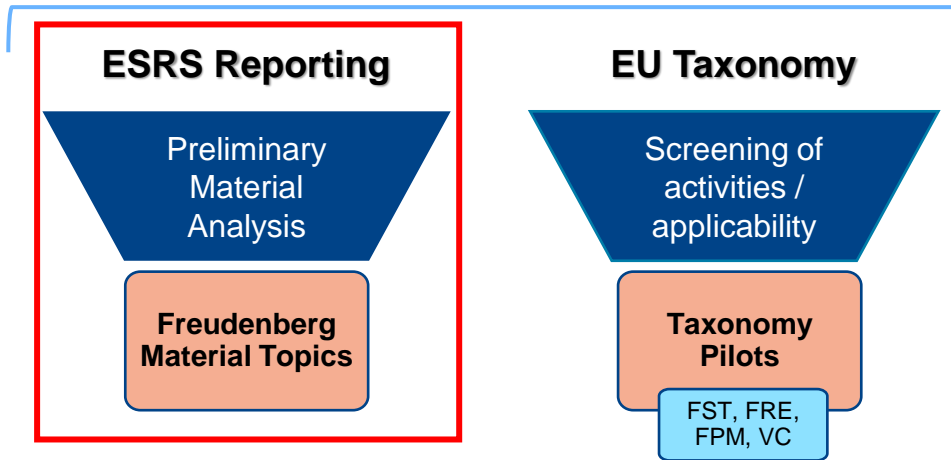 ESRS Reporting
Preliminary
Material
Analysis
Freudenberg
Material Topics
EU Taxonomy
Screening of
activities /
applicability
Taxonomy
Pilots
FST, FRE,
FPM, VC